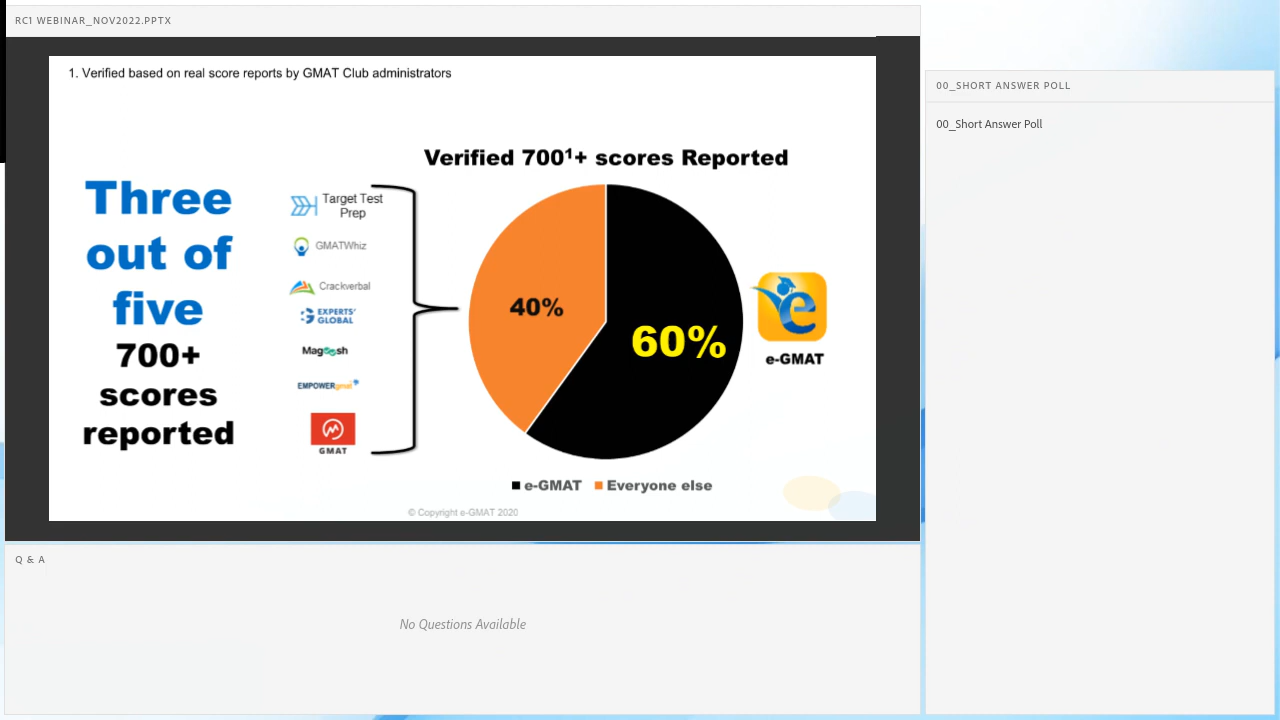 RC1 WEBINAR_NOV2022.PPTX
1. Verified based on real score reports by GMAT Club administrators
Verified 700¹+ scores Reported
Three
out of
five
700+
scores
reported
Target Test
Prep
GMATWhiz
Crackverbal
EXPERTS'
GLOBAL
Magoosh
EMPOWERgmat
GMAT
40%
60%
e-GMAT
e-GMAT
Everyone else
© Copyright e-GMAT 2020
00_SHORT ANSWER POLL
00_Short Answer Poll
Q & A
No Questions Available